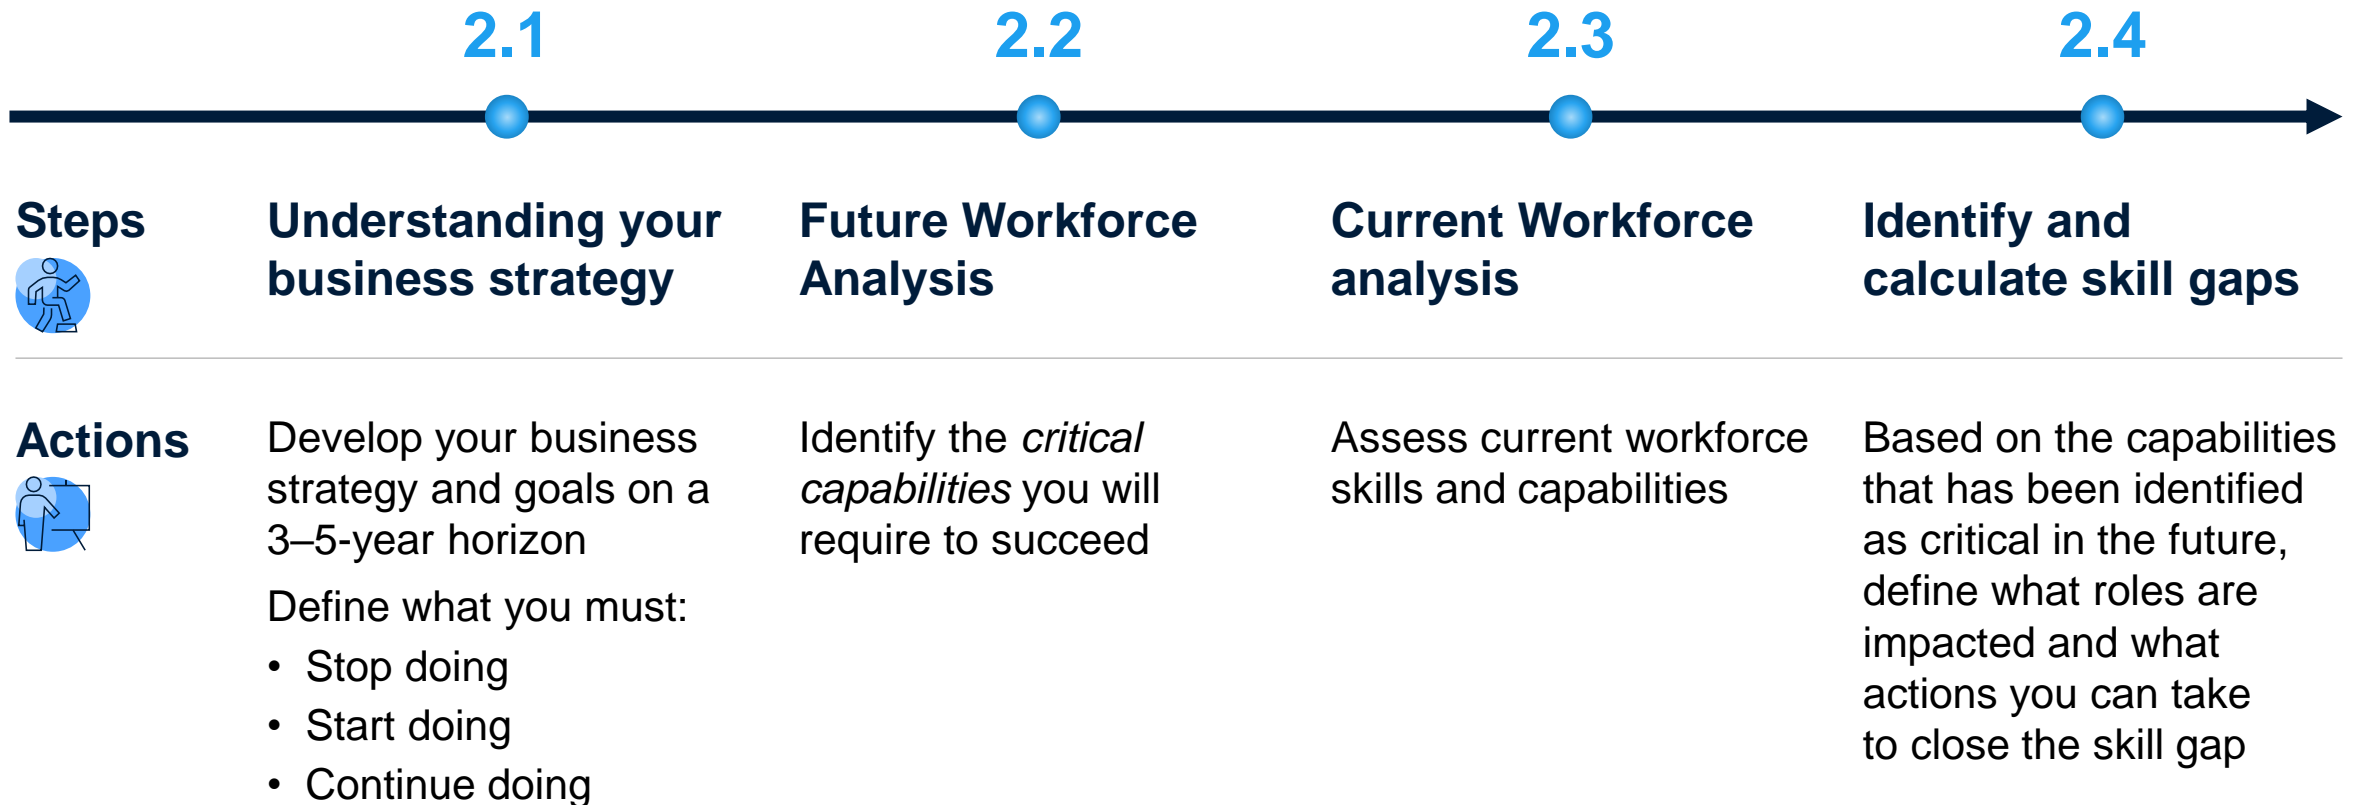 2.1
2.2
2.3
2.4
Steps
Understanding your
business strategy
Future Workforce
Analysis
Current Workforce
analysis
Identify and
calculate skill gaps
Actions
Develop your business
strategy and goals on a
3–5-year horizon
Define what you must:
• Stop doing
• Start doing
• Continue doing
Identify the critical
capabilities you will
require to succeed
Assess current workforce
skills and capabilities
Based on the capabilities
that has been identified
as critical in the future,
define what roles are
impacted and what
actions you can take
to close the skill gap